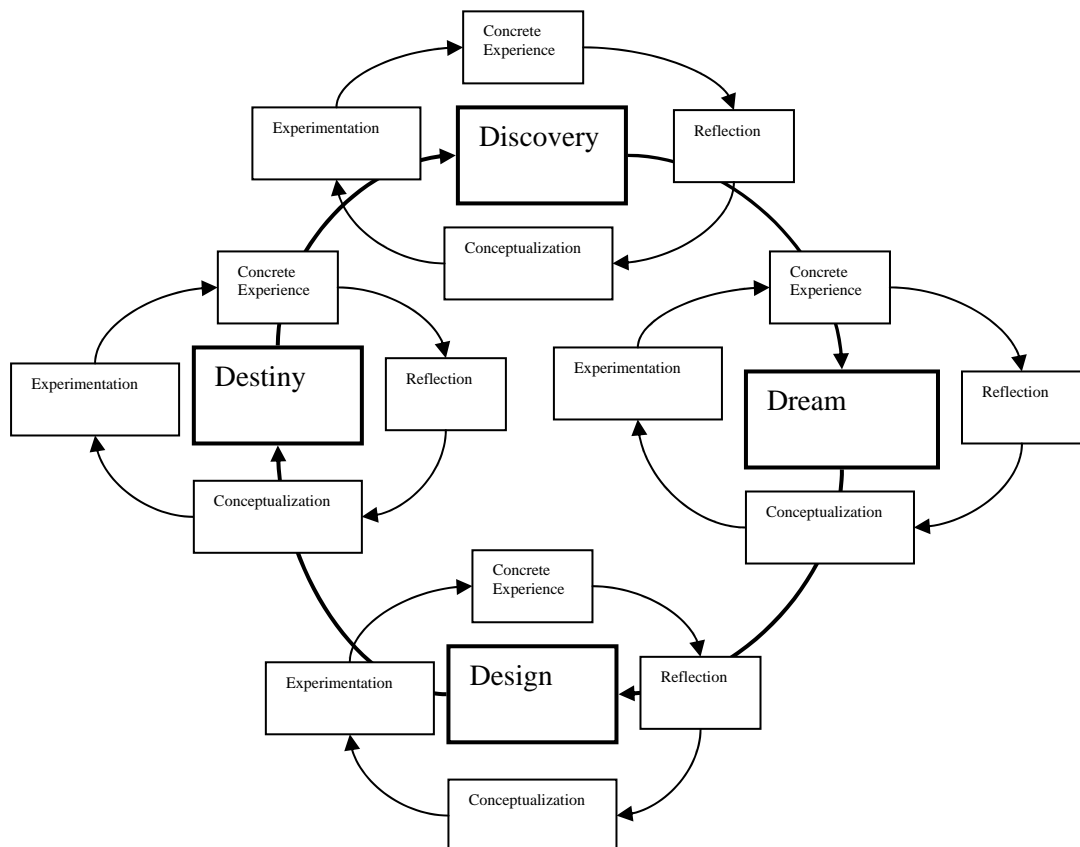 Concrete
Experience
Experimentation
Discovery
Reflection
Conceptualization
Concrete
Experience
Experimentation
Destiny
Reflection
Conceptualization
Concrete
Experience
Experimentation
Dream
Reflection
Conceptualization
Concrete
Experience
Experimentation
Design
Reflection
Conceptualization